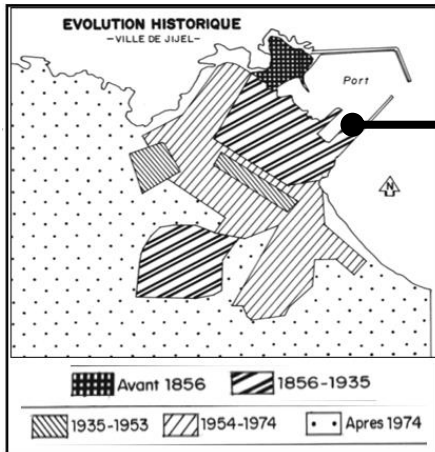 EVOLUTION HISTORIQUE
-VILLE DE JIJEL-
Port
N
Avant 1856
1856-1935
1935-1953
1954-1974
Apres 1974